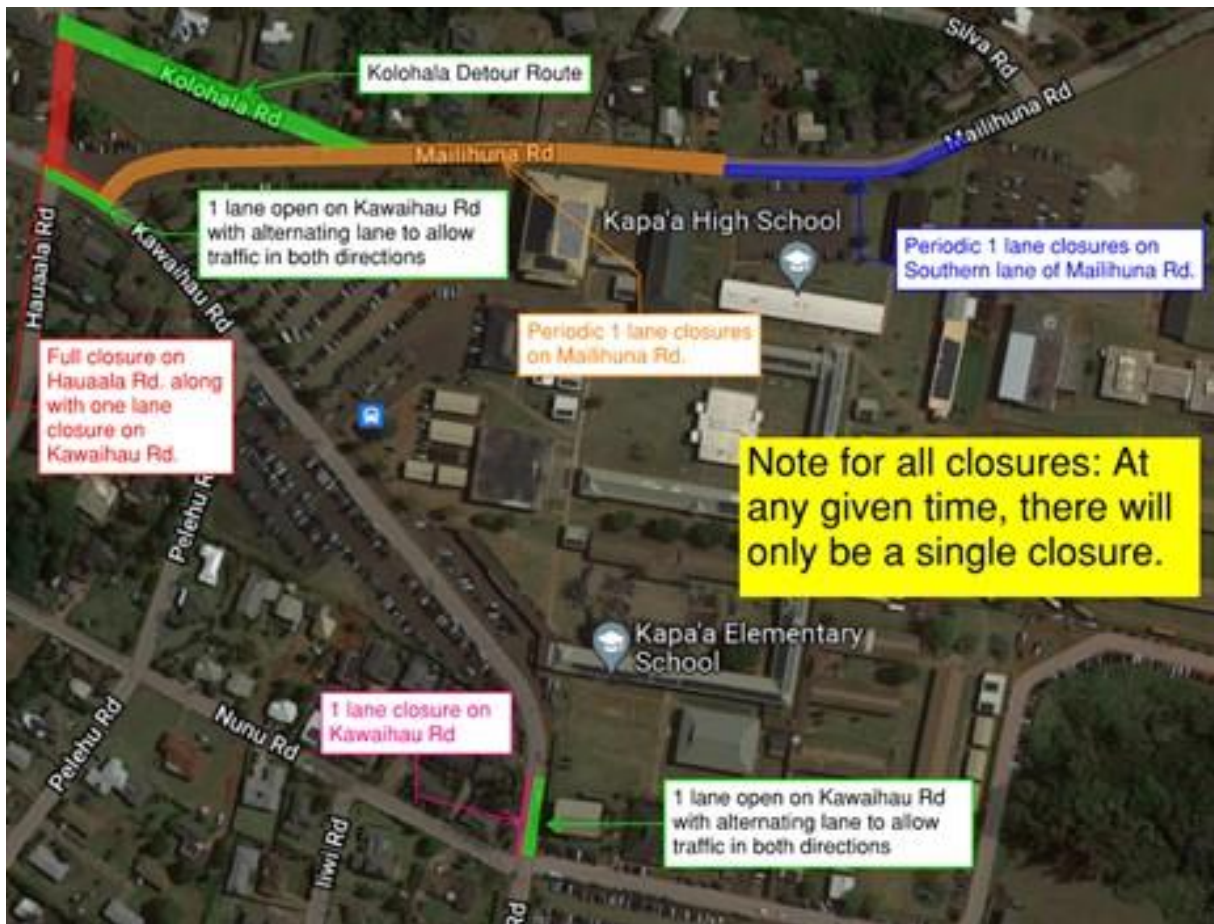 Silva Rd
Kolohala Detour Route
Kolohala Rd
Mailihuna Rd
Mailihuna Rd
1 lane open on Kawaihau Rd
with alternating lane to allow
traffic in both directions
Kapa'a High School
Periodic 1 lane closures on
Southern lane of Mailihuna Rd.
Hauaala Rd
Kawaihau Rd
Periodic 1 lane closures
on Mailihuna Rd.
Full closure on
Hauaala Rd. along
with one lane
closure on
Kawaihau Rd.
Note for all closures: At
any given time, there will
only be a single closure.
Pelehu R
Kapa'a Elementary
School
1 lane closure on
Kawaihau Rd
Pelehu Rd
Nunu Rd
1 lane open on Kawaihau Rd
with alternating lane to allow
traffic in both directions
Iiwi Rd
Rd